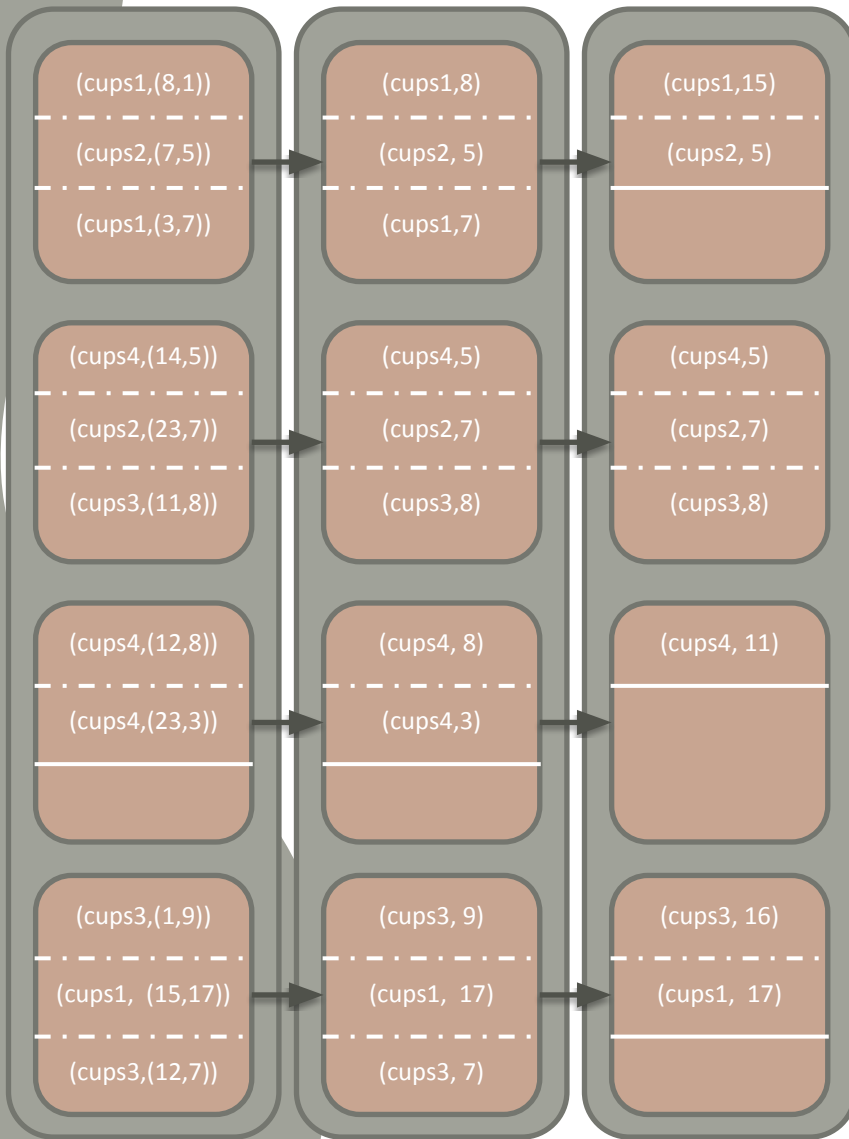 (cups1,(8,1))
(cups2,(7,5))
(cups1,(3,7))
(cups4,(14,5))
(cups2,(23,7))
(cups3,(11,8))
(cups4,(12,8))
(cups4,(23,3))
(cups3,(1,9))
(cups1, (15,17))
(cups3,(12,7))
(cups1,8)
(cups2, 5)
(cups1,7)
(cups4,5)
(cups2,7)
(cups3,8)
(cups4, 8)
(cups4,3)
(cups3, 9)
(cups1, 17)
(cups3, 7)
(cups1,15)
(cups2, 5)
(cups4,5)
(cups2,7)
(cups3,8)
(cups4, 11)
(cups3, 16)
(cups1, 17)